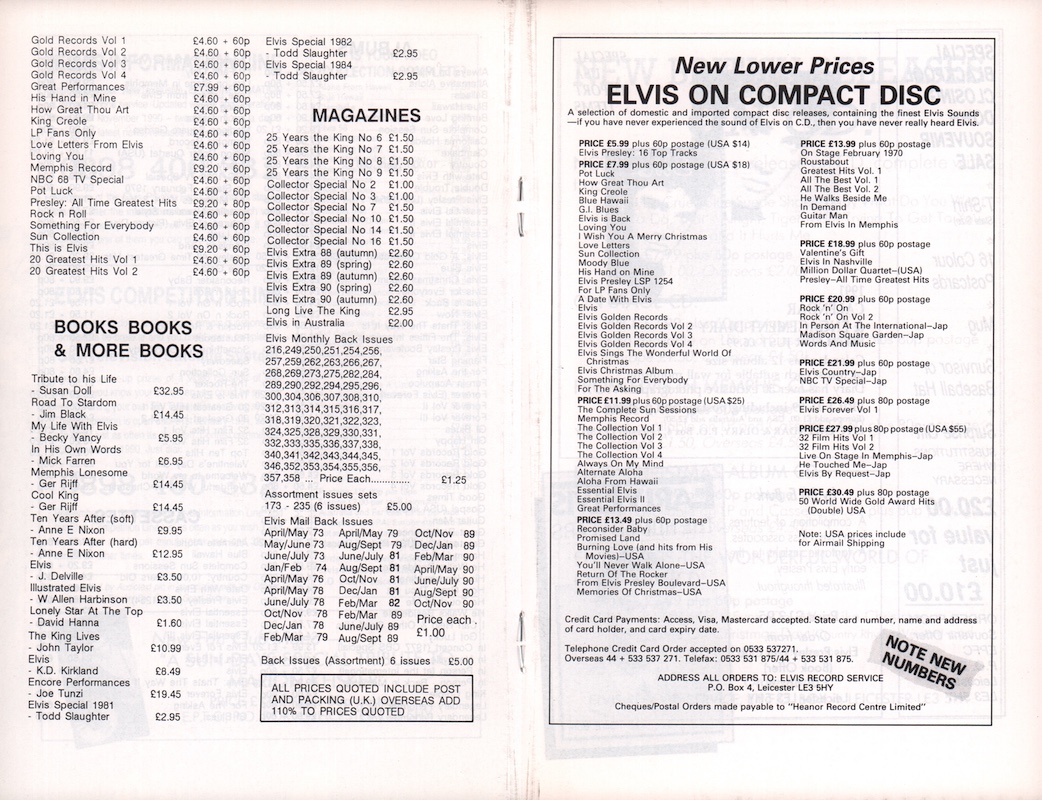 Gold Records Vol 1 £4.60 + 60p
Gold Records Vol 2 £4.60 + 60p
Gold Records Vol 3 £4.60 + 60p
Gold Records Vol 4 £4.60 + 60p
Great Performances £7.99 + 60p
His Hand in Mine £4.60 + 60p
How Great Thou Art £4.60 + 60p
King Creole £4.60 + 60p
LP Fans Only £4.60 + 60p
Love Letters From Elvis £4.60 + 60p
Loving You £4.60 + 60p
Memphis Record £9.20 + 60p
NBC 68 TV Special £4.60 + 60p
Pot Luck £4.60 + 60p
Presley: All Time Greatest Hits £9.20 + 80p
Rock n Roll £4.60 + 60p
Something For Everybody £4.60 + 60p
Sun Collection £4.60 + 60p
This is Elvis £9.20 + 60p
20 Greatest Hits Vol 1 £4.60 + 60p
20 Greatest Hits Vol 2 £4.60 + 60p
BOOKS BOOKS
& MORE BOOKS
Tribute to his Life
- Susan Doll £32.95
Road To Stardom
- Jim Black £14.45
My Life With Elvis
- Becky Yancy £5.95
In His Own Words
- Mick Farren £6.95
Memphis Lonesome
- Ger Rijff £14.45
Cool King
- Ger Rijff £14.45
Ten Years After (soft)
- Anne E Nixon £9.95
Ten Years After (hard)
- Anne E Nixon £12.95
Elvis
- J. Delville £3.50
Illustrated Elvis
- W Allen Harbinson £3.50
Lonely Star At The Top
- David Hanna £1.60
The King Lives
- John Taylor £10.99
Elvis
- K.D. Kirkland £8.49
Encore Performances
- Joe Tunzi £19.45
Elvis Special 1981
- Todd Slaughter £2.95
Elvis Special 1982
- Todd Slaughter £2.95
Elvis Special 1984
- Todd Slaughter £2.95
MAGAZINES
25 Years the King No 6 £1.50
25 Years the King No 7 £1.50
25 Years the King No 8 £1.50
25 Years the King No 9 £1.50
Collector Special No 2 £1.00
Collector Special No 3 £1.00
Collector Special No 7 £1.50
Collector Special No 10 £1.50
Collector Special No 14 £1.50
Collector Special No 16 £1.50
Elvis Extra 88 (autumn) £2.60
Elvis Extra 89 (spring) £2.60
Elvis Extra 89 (autumn) £2.60
Elvis Extra 90 (spring) £2.60
Elvis Extra 90 (autumn) £2.60
Long Live The King £2.95
Elvis in Australia £2.00
Elvis Monthly Back Issues
216,249,250,251,254,256,
257,259,262,263,266,267,
268,269,273,275,282,284,
289,290,292,294,295,296,
300,304,306,307,308,310,
312,313,314,315,316,317,
318,319,320,321,322,323,
324,325,328,329,330,331,
332,333,335,336,337,338,
340,341,342,343,344,345,
346,352,353,354,355,356,
357,358 ... Price Each.............. £1.25
Assortment issues sets
173 - 235 (6 issues) £5.00
Elvis Mail Back Issues
April/May 73 April/May 79 Oct/Nov 89
May/June 73 Aug/Sept 79 Dec/Jan 89
June/July 73 June/July 81 Feb/Mar 90
Jan/Feb 74 Aug/Sept 81 April/May 90
April/May 76 Oct/Nov 81 June/July 90
April/May 78 Dec/Jan 81 Aug/Sept 90
June/July 78 Feb/Mar 82 Oct/Nov 90
Oct/Nov 78 Feb/Mar 89 Price each .
Dec/Jan 78 June/July 89 £1.00
Feb/Mar 79 Aug/Sept 89
Back Issues (Assortment) 6 issues £5.00
ALL PRICES QUOTED INCLUDE POST
AND PACKING (U.K.) OVERSEAS ADD
110% TO PRICES QUOTED
New Lower Prices
ELVIS ON COMPACT DISC
A selection of domestic and imported compact disc releases, containing the finest Elvis Sounds
—if you have never experienced the sound of Elvis on C.D., then you have never really heard Elvis.
PRICE £5.99 plus 60p postage (USA $14)
Elvis Presley: 16 Top Tracks
PRICE £7.99 plus 60p postage (USA $18)
Pot Luck
How Great Thou Art
King Creole
Blue Hawaii
G.I. Blues
Elvis is Back
Loving You
I Wish You A Merry Christmas
Love Letters
Sun Collection
Moody Blue
His Hand on Mine
Elvis Presley LSP 1254
For LP Fans Only
A Date With Elvis
Elvis
Elvis Golden Records
Elvis Golden Records Vol 2
Elvis Golden Records Vol 3
Elvis Golden Records Vol 4
Elvis Sings The Wonderful World Of
Christmas
Elvis Christmas Album
Something For Everybody
For The Asking
PRICE £11.99 plus 60p postage (USA $25)
The Complete Sun Sessions
Memphis Record
The Collection Vol 1
The Collection Vol 2
The Collection Vol 3
The Collection Vol 4
Always On My Mind
Alternate Aloha
Aloha From Hawaii
Essential Elvis
Essential Elvis II
Great Performances
PRICE £13.49 plus 60p postage
Reconsider Baby
Promised Land
Burning Love (and hits from His
Movies)–USA
You'll Never Walk Alone–USA
Return Of The Rocker
From Elvis Presley Boulevard–USA
Memories Of Christmas–USA
PRICE £13.99 plus 60p postage
On Stage February 1970
Roustabout
Greatest Hits Vol. 1
All The Best Vol. 1
All The Best Vol. 2
He Walks Beside Me
In Demand
Guitar Man
From Elvis In Memphis
PRICE £18.99 plus 60p postage
Valentine's Gift
Elvis In Nashville
Million Dollar Quartet–(USA)
Presley–All Time Greatest Hits
PRICE £20.99 plus 60p postage
Rock 'n' On
Rock 'n' On Vol 2
In Person At The International–Jap
Madison Square Garden–Jap
Words And Music
PRICE £21.99 plus 60p postage
Elvis Country–Jap
NBC TV Special–Jap
PRICE £26.49 plus 80p postage
Elvis Forever Vol 1
PRICE £27.99 plus 80p postage (USA $55)
32 Film Hits Vol 1
32 Film Hits Vol 2
Live On Stage In Memphis–Jap
He Touched Me–Jap
Elvis By Request–Jap
PRICE £30.49 plus 80p postage
50 World Wide Gold Award Hits
(Double) USA
Note: USA prices include
for Airmail Shipping
Credit Card Payments: Access, Visa, Mastercard accepted. State card number, name and address
of card holder, and card expiry date.
Telephone Credit Card Order accepted on 0533 537271.
Overseas 44 + 533 537 271. Telefax: 0533 531 875/44 + 533 531 875.
NOTE NEW
NUMBERS
ADDRESS ALL ORDERS TO: ELVIS RECORD SERVICE
P.O. Box 4, Leicester LE3 5HY
Cheques/Postal Orders made payable to "Heanor Record Centre Limited"